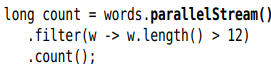 long count = words.parallelStream()
.filter(w -> w.length() > 12)
.count();